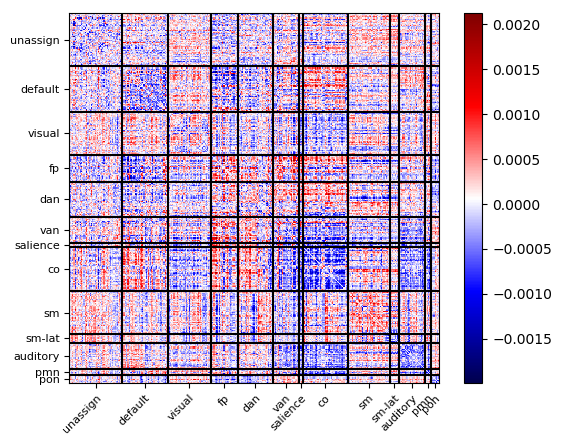 unassign
default
visual
fp
dan
van
salience
co
sm
sm-lat
auditory
pmn
pon
unassign
default
visual
fp
dan
van
salience
co
sm
sm-lat
auditory
pmn
pon
0.0020
0.0015
0.0010
0.0005
0.0000
−0.0005
−0.0010
−0.0015